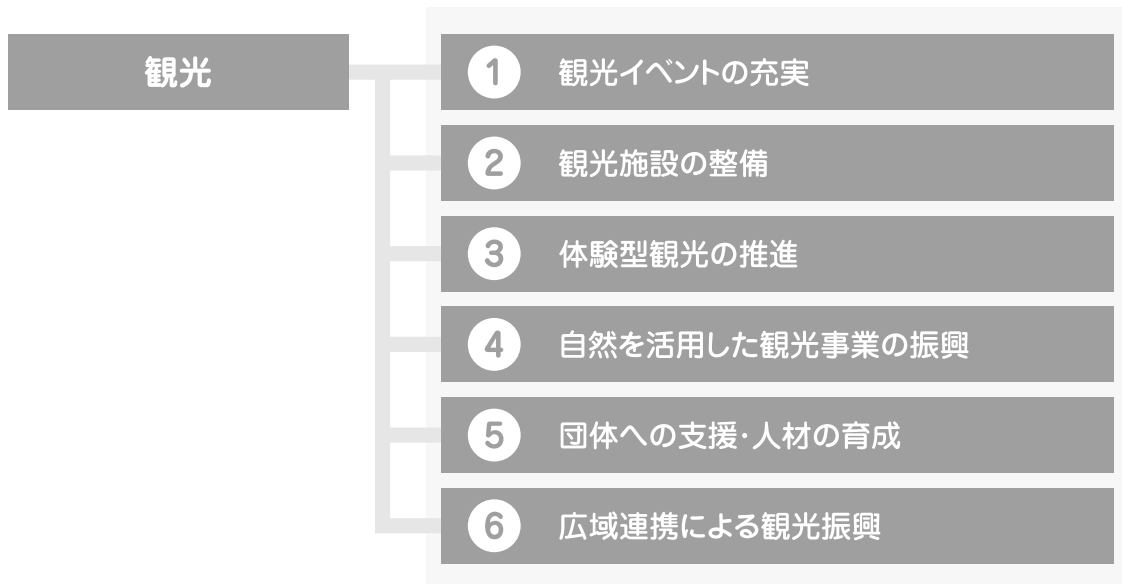 観光
1 観光イベントの充実
2 観光施設の整備
3 体験型観光の推進
4 自然を活用した観光事業の振興
5 団体への支援・人材の育成
6 広域連携による観光振興